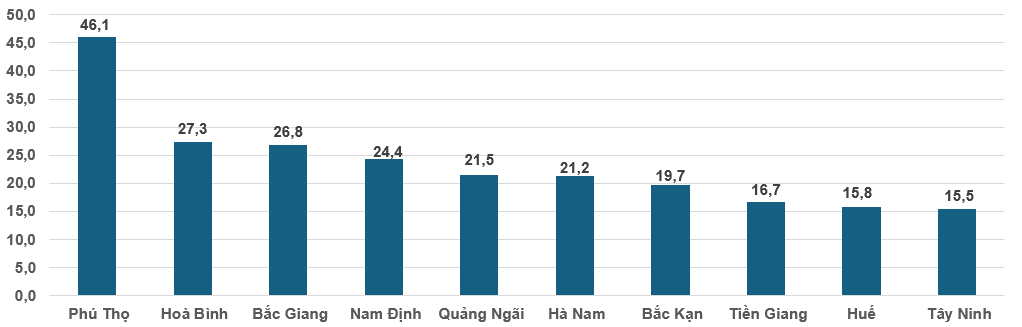 50,0
45,0
40,0
35,0
30,0
25,0
20,0
15,0
10,0
5,0
0,0
46,1
27,3
26,8
24,4
21,5
21,2
19,7
16,7
15,8
15,5
Phú Thọ
Hoà Bình
Bắc Giang
Nam Định
Quảng Ngãi
Hà Nam
Bắc Kạn
Tiền Giang
Huế
Tây Ninh